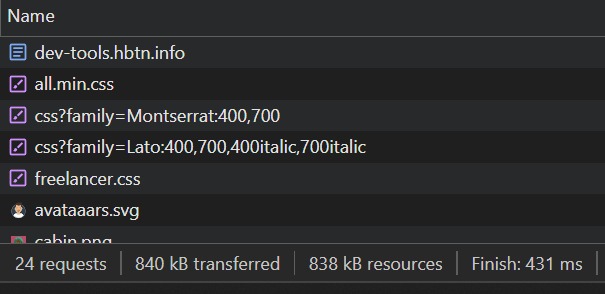 Name
dev-tools.hbtn.info
all.min.css
css?family=Montserrat:400,700
css?family=Lato:400,700,400italic,700italic
freelancer.css
avataaars.svg
cabin.png
24 requests 840 kB transferred 838 kB resources Finish: 431 ms